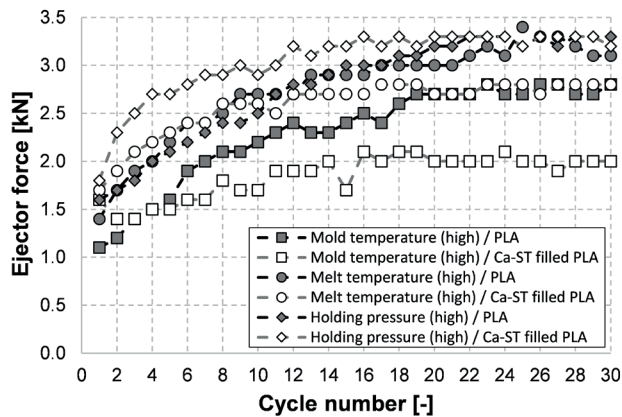 Ejector force [kN]
3.5
3.0
2.5
2.0
1.5
1.0
0.5
0.0
Mold temperature (high) / PLA
Mold temperature (high) / Ca-ST filled PLA
Melt temperature (high) / PLA
Melt temperature (high) / Ca-ST filled PLA
Holding pressure (high) / PLA
Holding pressure (high) / Ca-ST filled PLA
0 2 4 6 8 10 12 14 16 18 20 22 24 26 28 30
Cycle number [-]